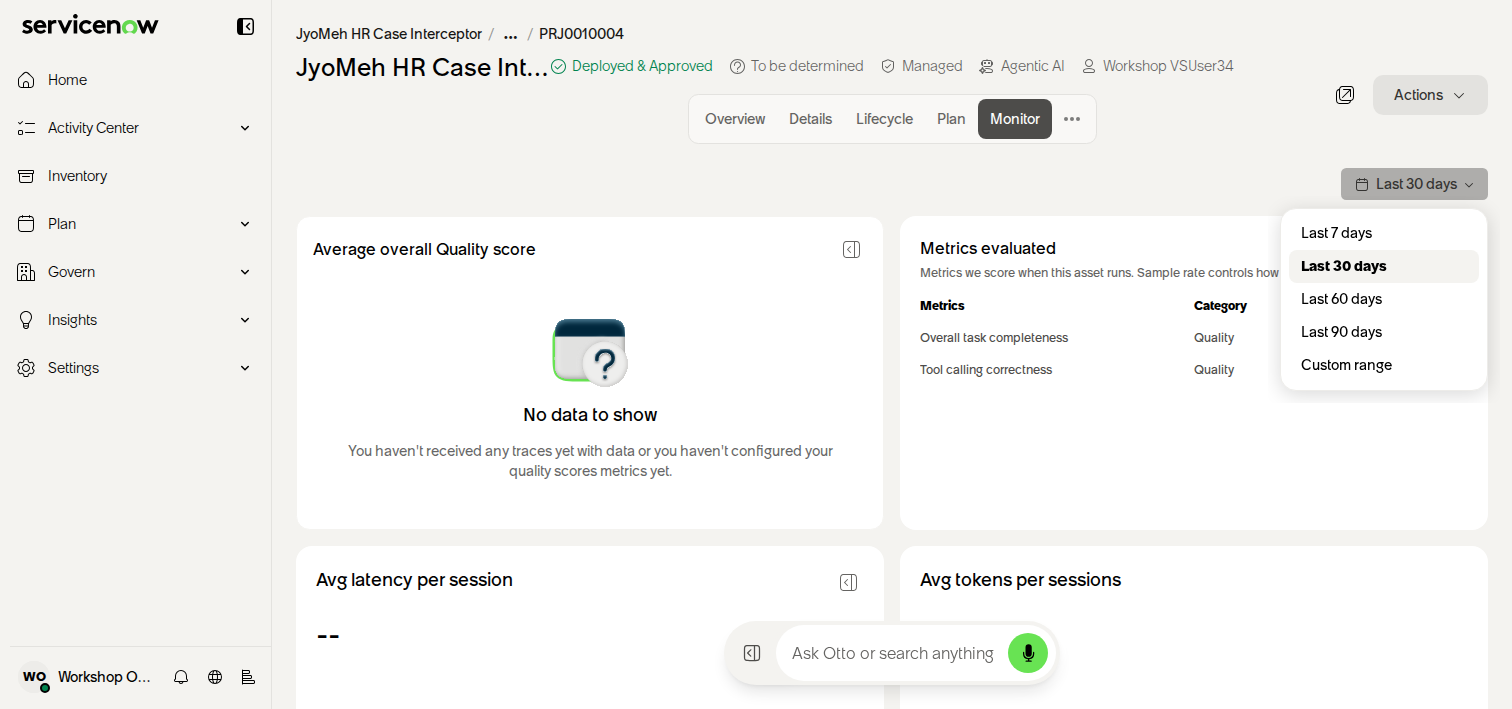 servicenow
Home
Activity Center
Inventory
Plan
Govern
Insights
Settings
WO
Workshop O...
JyoMeh HR Case Interceptor / ... / PRJ0010004
JyoMeh HR Case Int... Deployed & Approved To be determined Managed Agentic AI Workshop VSUser34
Actions
Overview Details Lifecycle Plan Monitor
Last 30 days
Last 7 days
Last 30 days
Last 60 days
Last 90 days
Custom range
Average overall Quality score
No data to show
You haven't received any traces yet with data or you haven't configured your
quality scores metrics yet.
Metrics evaluated
Metrics we score when this asset runs. Sample rate controls how
Metrics Category
Overall task completeness Quality
Tool calling correctness Quality
Avg latency per session
--
Avg tokens per sessions
Ask Otto or search anything